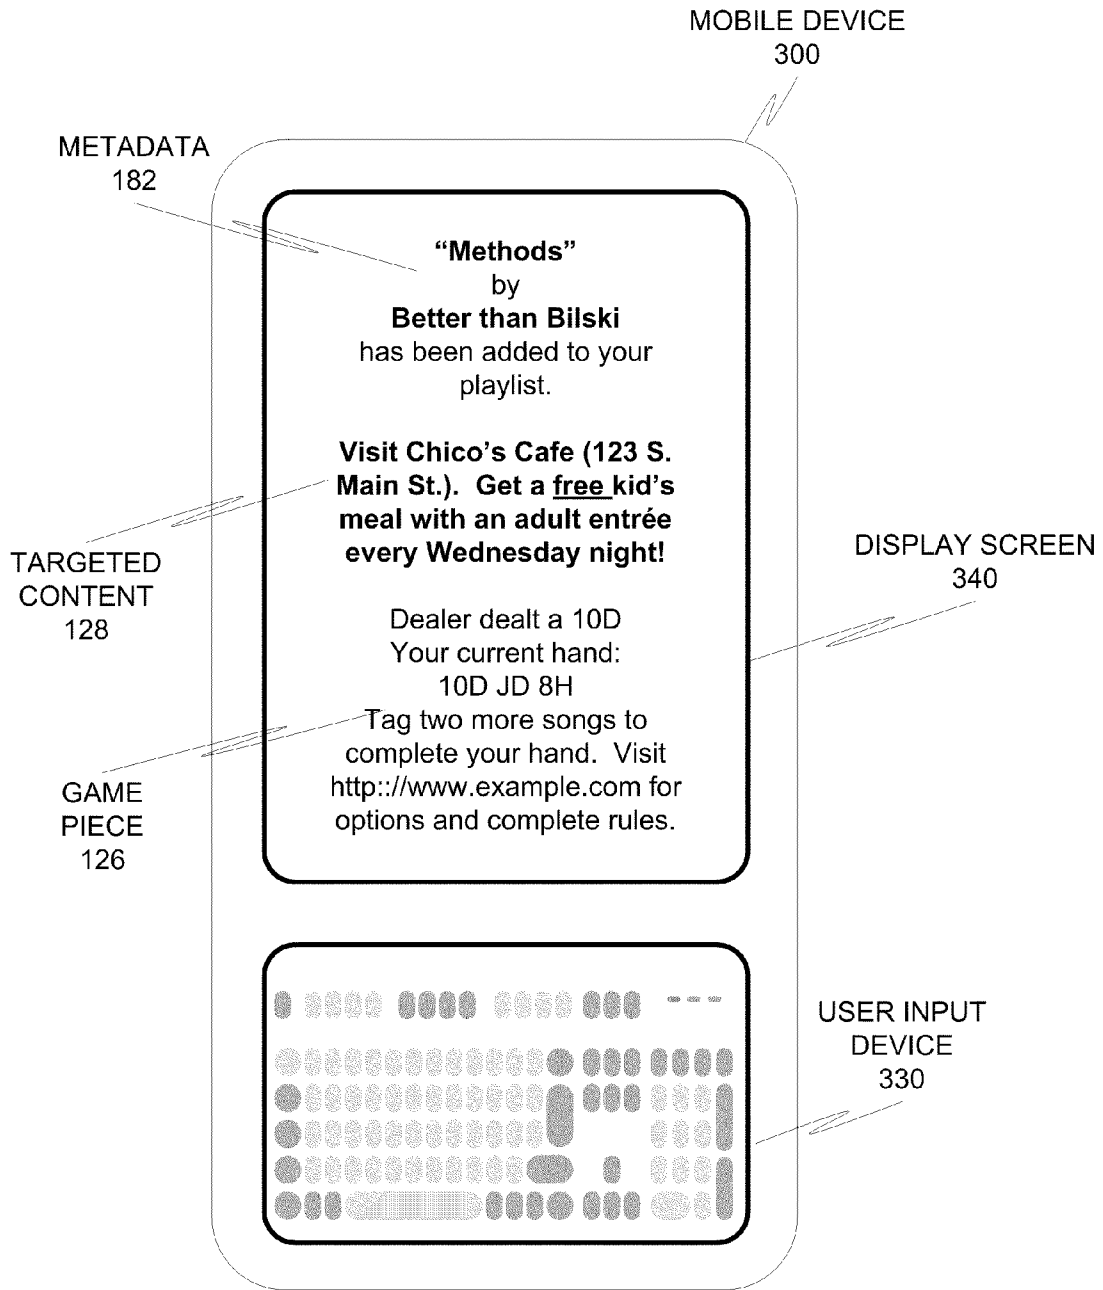 MOBILE DEVICE
300
METADATA
182
“Methods”
by
Better than Bilski
has been added to your
playlist.
Visit Chico’s Cafe (123 S.
Main St.).  Get a free kid’s
meal with an adult entrée
every Wednesday night!
TARGETED
CONTENT
128
DISPLAY SCREEN
340
Dealer dealt a 10D
Your current hand:
10D JD 8H
Tag two more songs to
complete your hand.  Visit
http:://www.example.com for
options and complete rules.
GAME
PIECE
126
USER INPUT
DEVICE
330